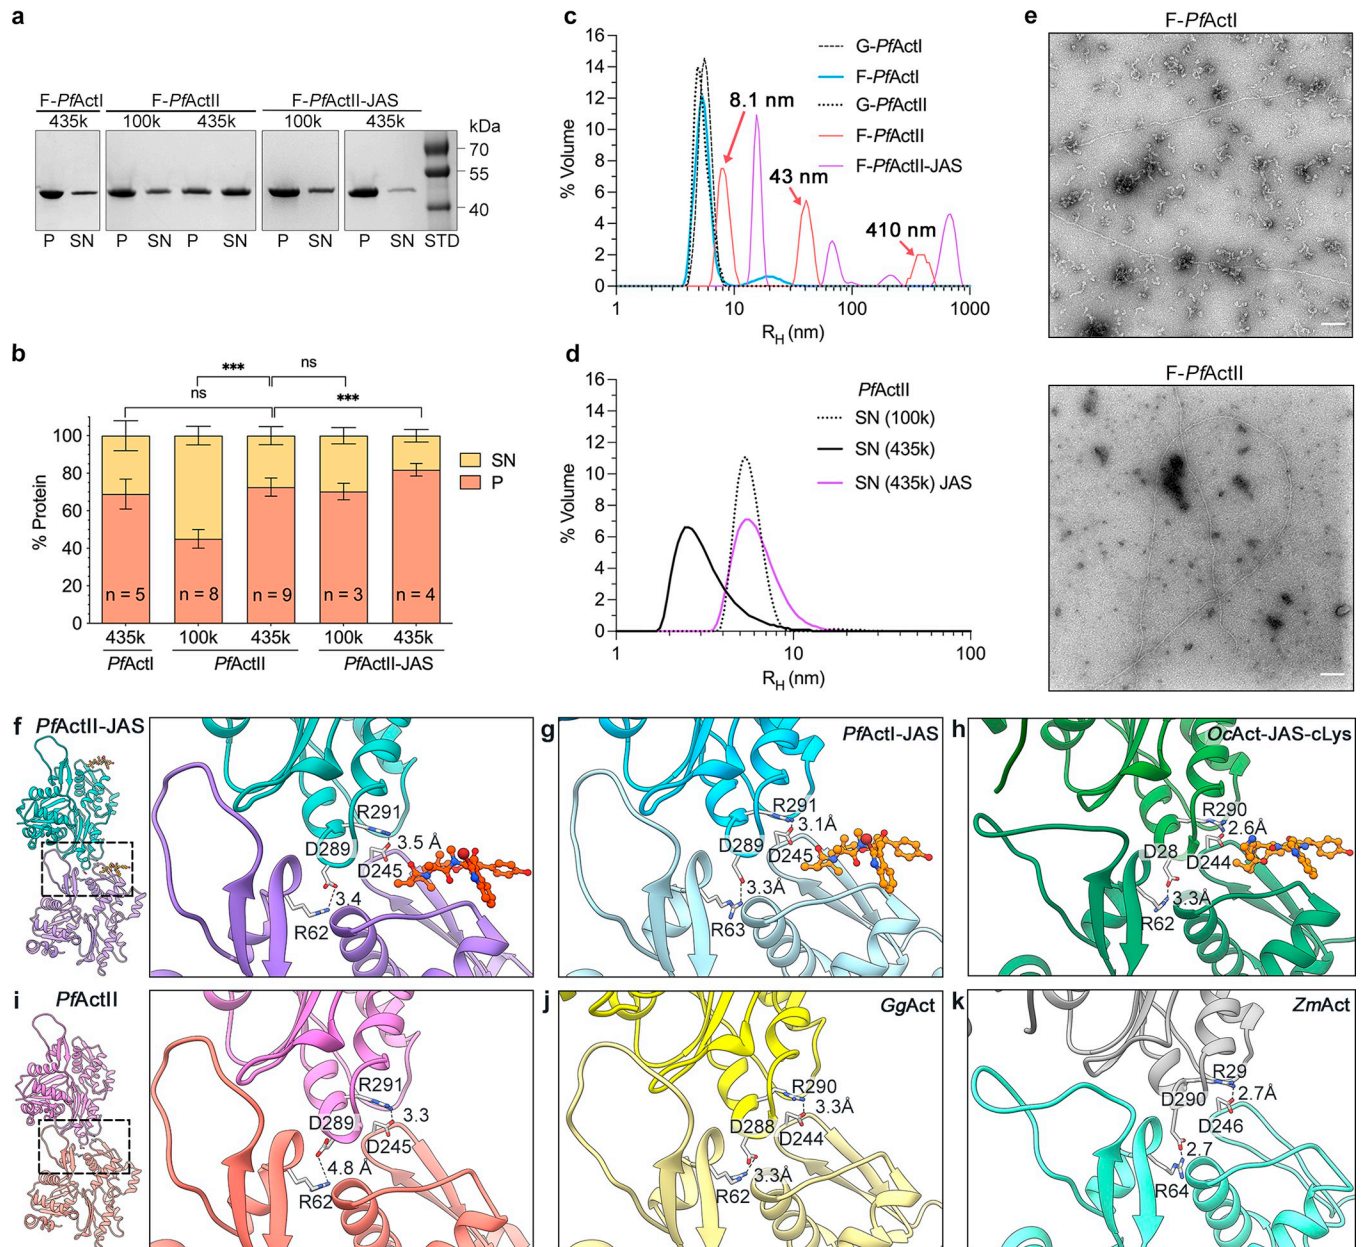 a
F-PfActI F-PfActII F-PfActII-JAS
435k 100k 435k 100k 435k kDa
70
55
40
P SN P SN P SN P SN P SN STD
b
*** ns
ns ***
% Protein
100
80
60
40
20
0
n = 5 n = 8 n = 9 n = 3 n = 4
SN
P
435k 100k 435k 100k 435k
PfActI PfActII PfActII-JAS
c
% Volume
16
14
12
10
8
6
4
2
0
8.1 nm
43 nm
410 nm
G-PfActI
F-PfActI
G-PfActII
F-PfActII
F-PfActII-JAS
1 10 100 1000
RH (nm)
d
% Volume
16
14
12
10
8
6
4
2
0
PfActII
SN (100k)
SN (435k)
SN (435k) JAS
1 10 100
RH (nm)
e
F-PfActI
F-PfActII
f PfActII-JAS
R291
3.5 Å
D289
D245
3.4
R62
g PfActI-JAS
R291
3.1Å
D289
D245
3.3Å
R63
h OcAct-JAS-cLys
R290
2.6Å
D28
D244
3.3Å
R62
i PfActII
R291
3.3
D289
D245
4.8 Å
R62
j GgAct
R290
3.3Å
D288
D244
3.3Å
R62
k ZmAct
R29
2.7Å
D290
D246
2.7
R64